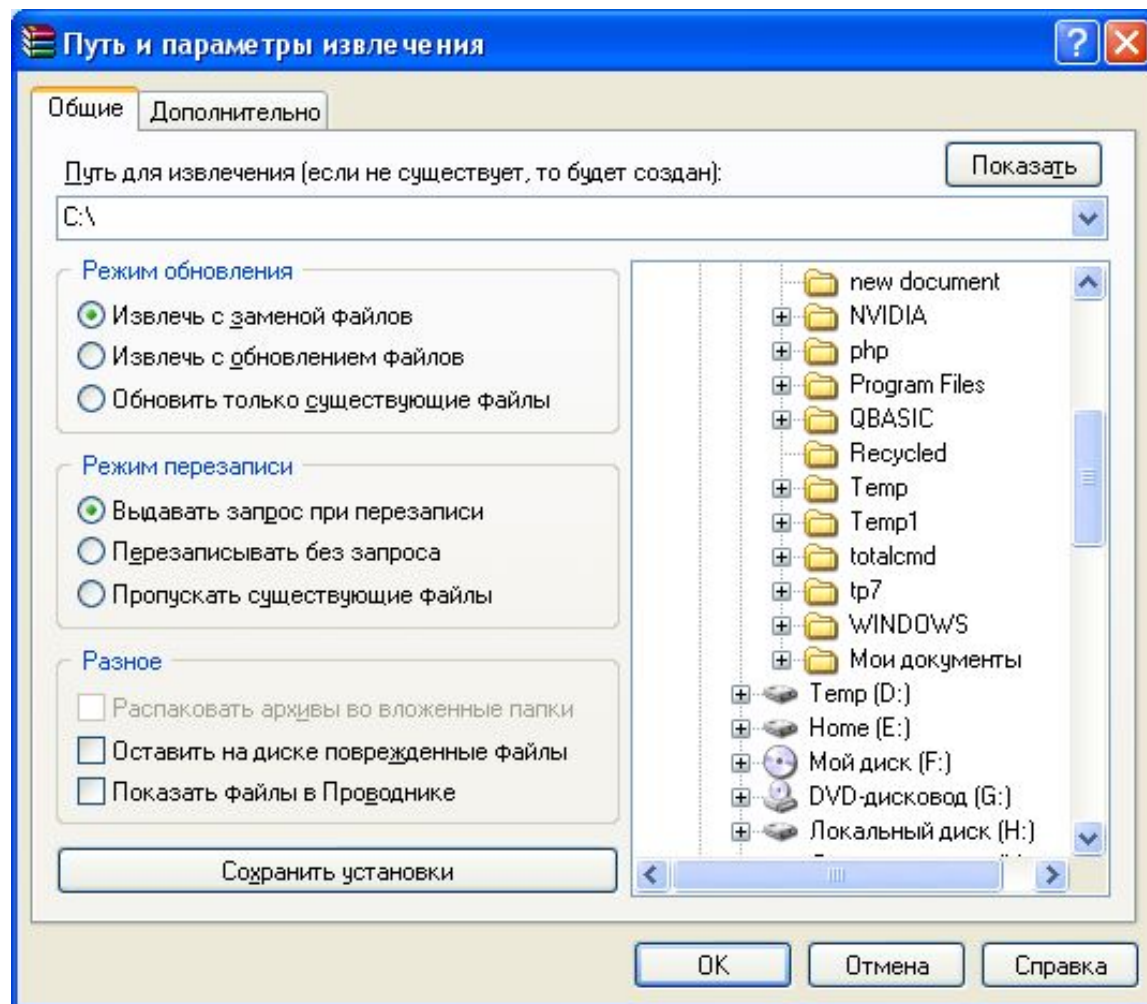 Путь и параметры извлечения
Общие
Дополнительно
Путь для извлечения (если не существует, то будет создан):
Показать
C:\
Режим обновления
Извлечь с заменой файлов
Извлечь с обновлением файлов
Обновить только существующие файлы
Режим перезаписи
Выдавать запрос при перезаписи
Перезаписывать без запроса
Пропускать существующие файлы
Разное
Распаковать архивы во вложенные папки
Оставить на диске поврежденные файлы
Показать файлы в Проводнике
Сохранить установки
new document
NVIDIA
php
Program Files
QBASIC
Recycled
Temp
Temp1
totalcmd
tp7
WINDOWS
Мои документы
Temp (D:)
Home (E:)
Мой диск (F:)
DVD-дисковод (G:)
Локальный диск (H:)
OK
Отмена
Справка